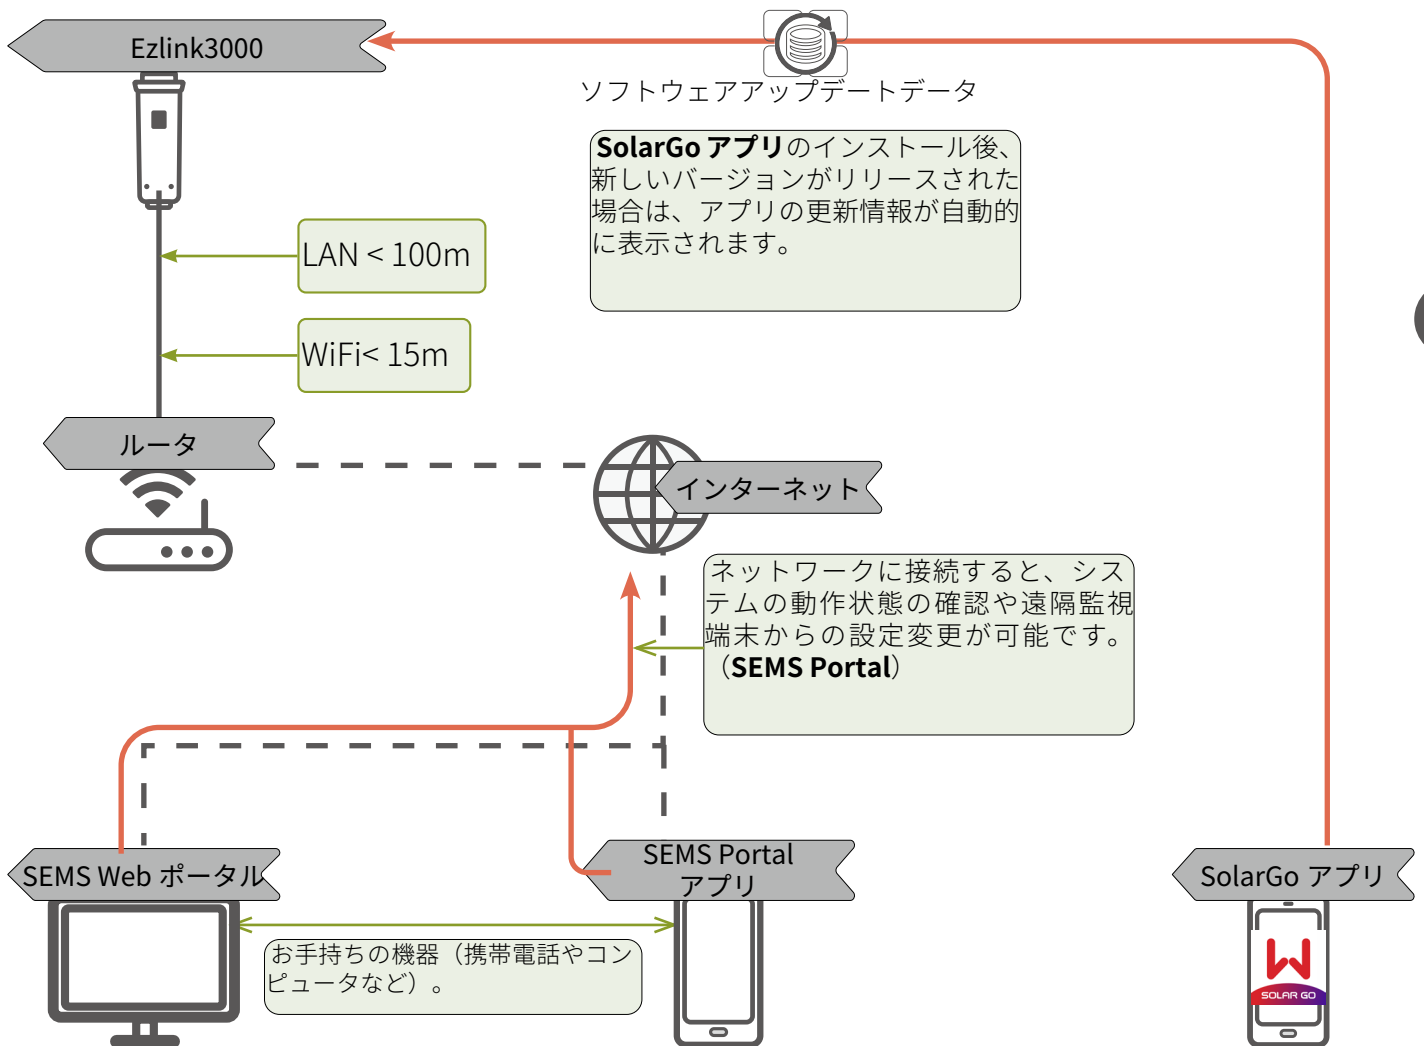 Ezlink3000
ソフトウェアアップデートデータ
SolarGo アプリのインストール後、
新しいバージョンがリリースされた
場合は、アプリの更新情報が自動的
に表示されます。
LAN < 100m
WiFi< 15m
ルータ
インターネット
ネットワークに接続すると、シス
テムの動作状態の確認や遠隔監視
端末からの設定変更が可能です。
（SEMS Portal）
SEMS Web ポータル
SEMS Portal
アプリ
SolarGo アプリ
お手持ちの機器（携帯電話やコン
ピュータなど）。
SOLAR GO